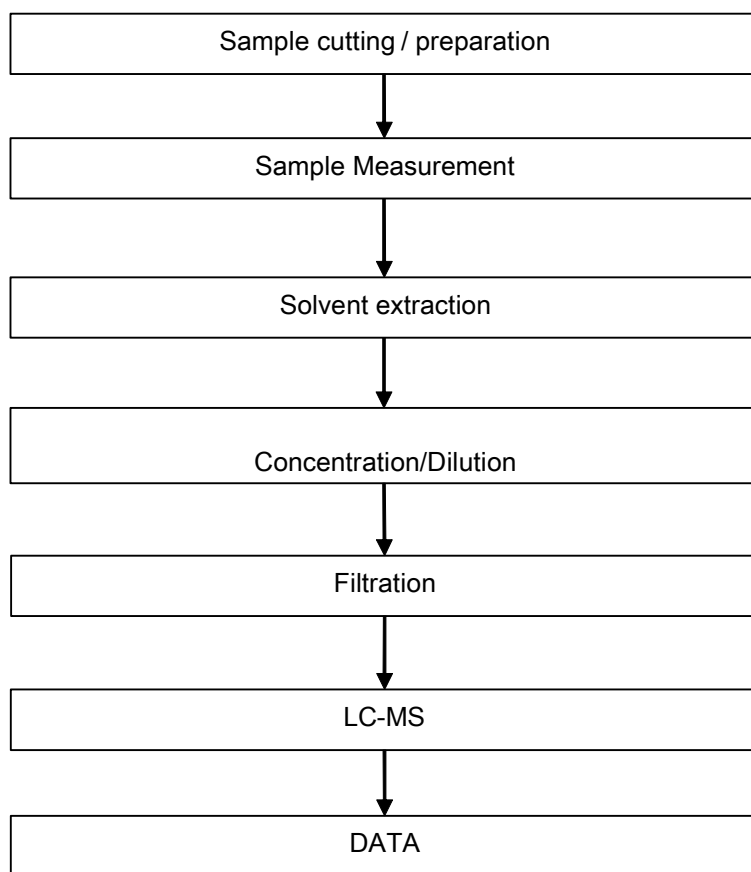 Sample cutting / preparation
Sample Measurement
Solvent extraction
Concentration/Dilution
Filtration
LC-MS
DATA